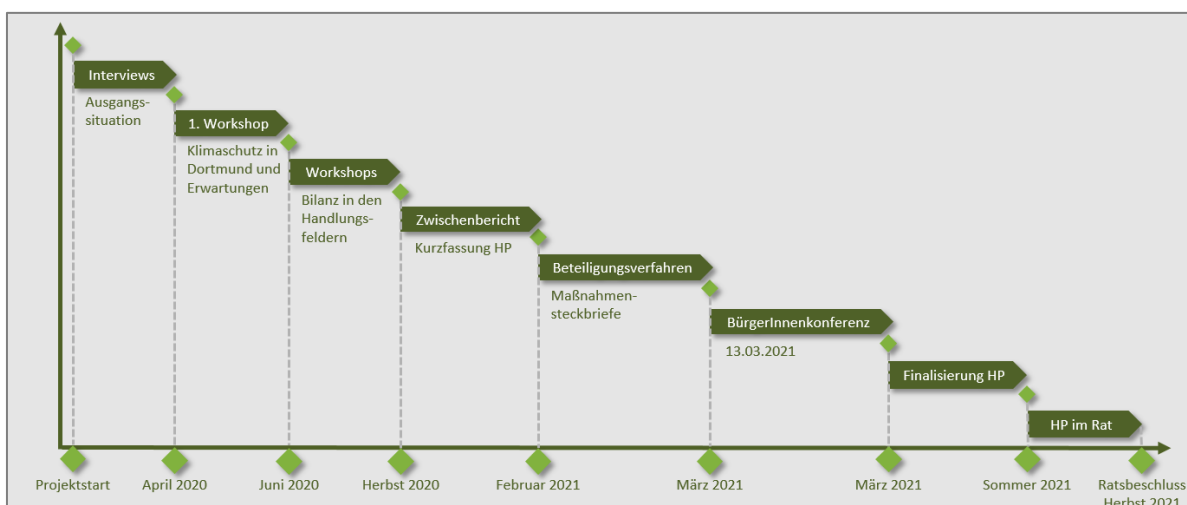 Interviews
Ausgangs-
situation
1. Workshop
Klimaschutz in
Dortmund und
Erwartungen
Workshops
Bilanz in den
Handlungs-
feldern
Zwischenbericht
Kurzfassung HP
Beteiligungsverfahren
Maßnahmen-
steckbriefe
BürgerInnenkonferenz
13.03.2021
Finalisierung HP
HP im Rat
Projektstart
April 2020
Juni 2020
Herbst 2020
Februar 2021
März 2021
März 2021
Sommer 2021
Ratsbeschluss
Herbst 2021